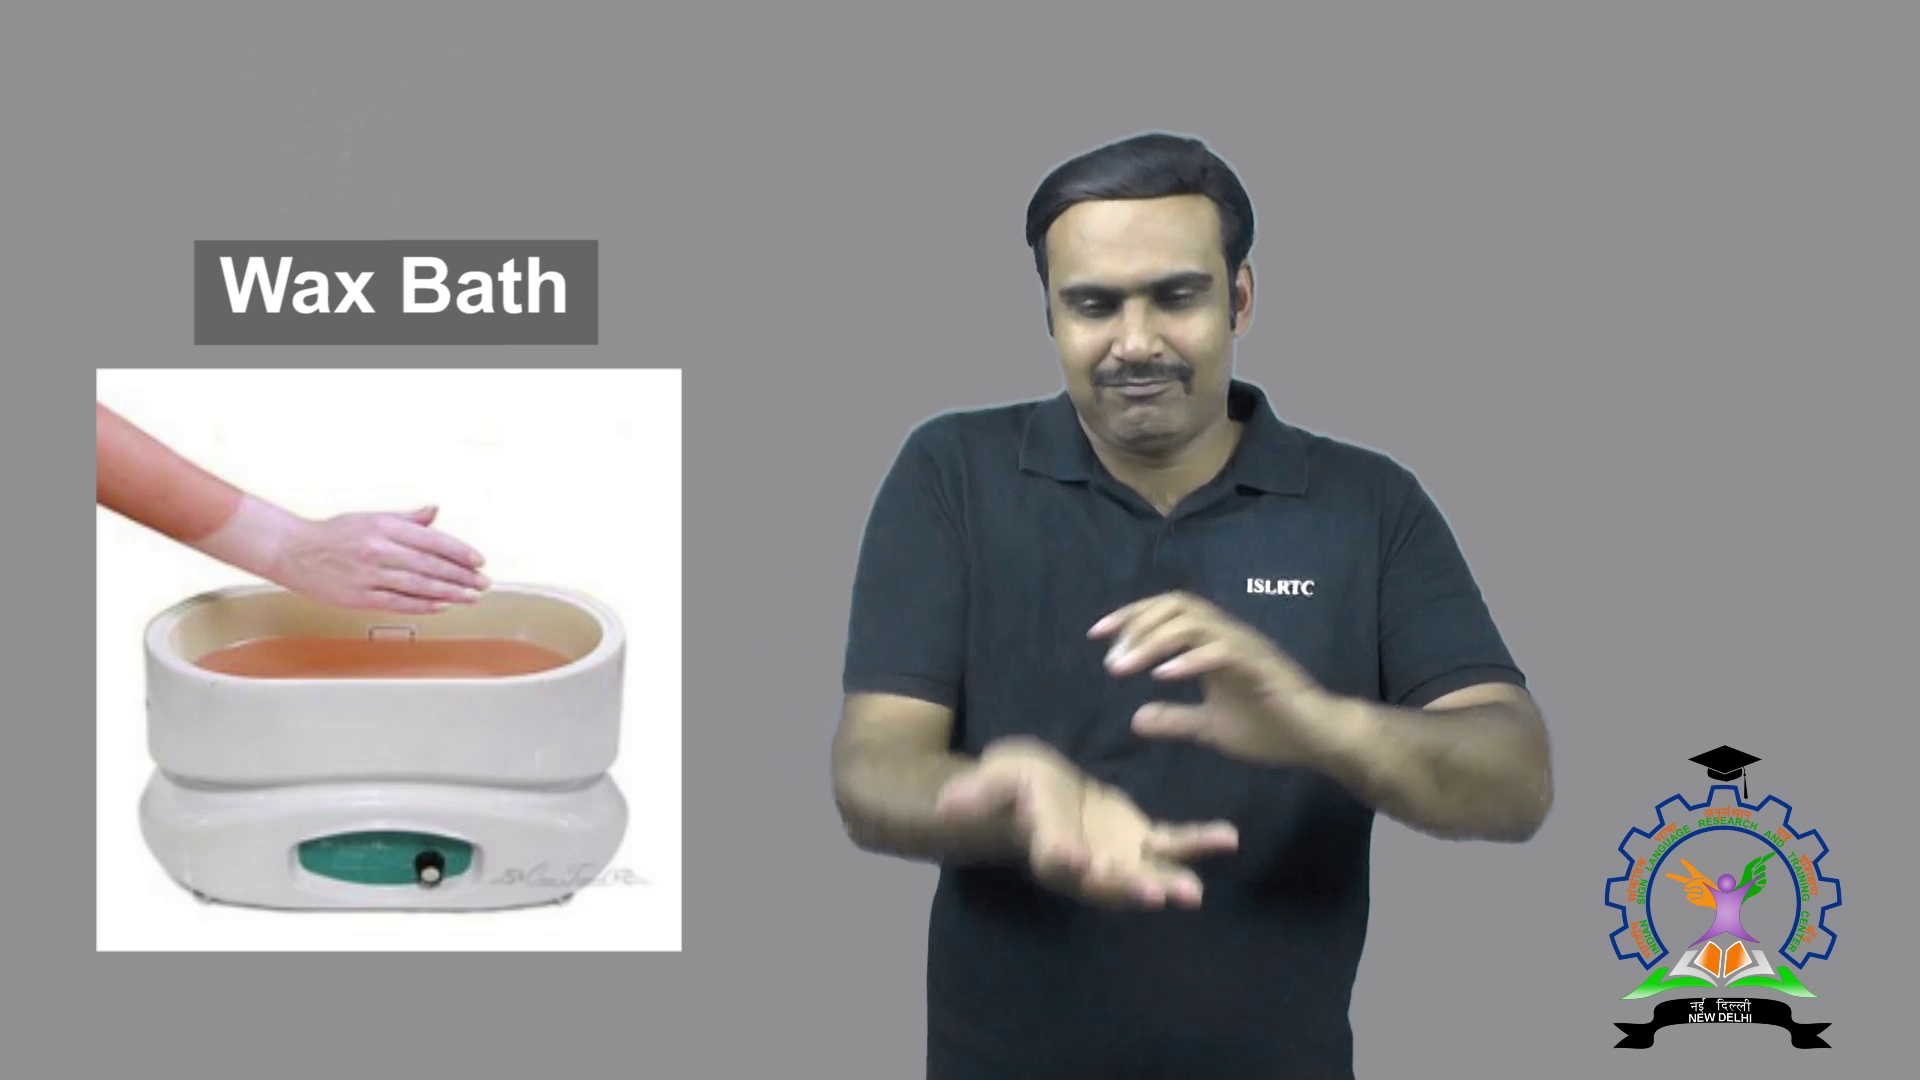 Wax Bath
ISLRTC
INDIAN SIGN LANGUAGE RESEARCH AND TRAINING CENTER
नई दिल्ली
NEW DELHI